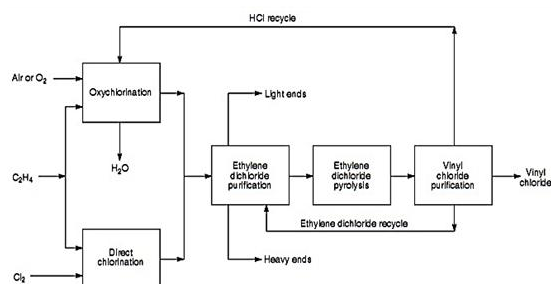 HCl recycle
Air or O2
Oxychlorination
Light ends
H2O
C2H4
Ethylene
dichloride
purification
Ethylene
dichloride
pyrolysis
Vinyl
chloride
purification
Vinyl
chloride
Ethylene dichloride recycle
Direct
chlorination
Heavy ends
Cl2